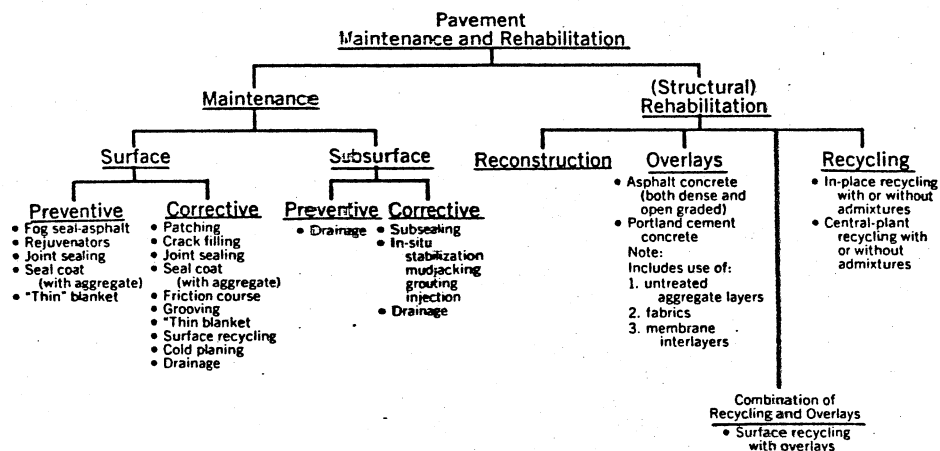 Pavement
Maintenance and Rehabilitation
Maintenance
(Structural)
Rehabilitation
Surface
Subsurface
Reconstruction
Overlays
Recycling
Preventive
• Fog seal-asphalt
• Rejuvenators
• Joint sealing
• Seal coat
(with aggregate)
• "Thin" blanket
Corrective
• Patching
• Crack filling
• Joint sealing
• Seal coat
(with aggregate)
• Friction course
• Grooving
• "Thin blanket
• Surface recycling
• Cold planing
• Drainage
Preventive
• Drainage
Corrective
• Subsealing
• In-situ
stabilization
mudjacking
grouting
injection
• Drainage
• Asphalt concrete
(both dense and
open graded)
• Portland cement
concrete
Note:
Includes use of:
1. untreated
aggregate layers
2. fabrics
3. membrane
interlayers
• In-place recycling
with or without
admixtures
• Central-plant
recycling with
or without
admixtures
Combination of
Recycling and Overlays
• Surface recycling
with overlays